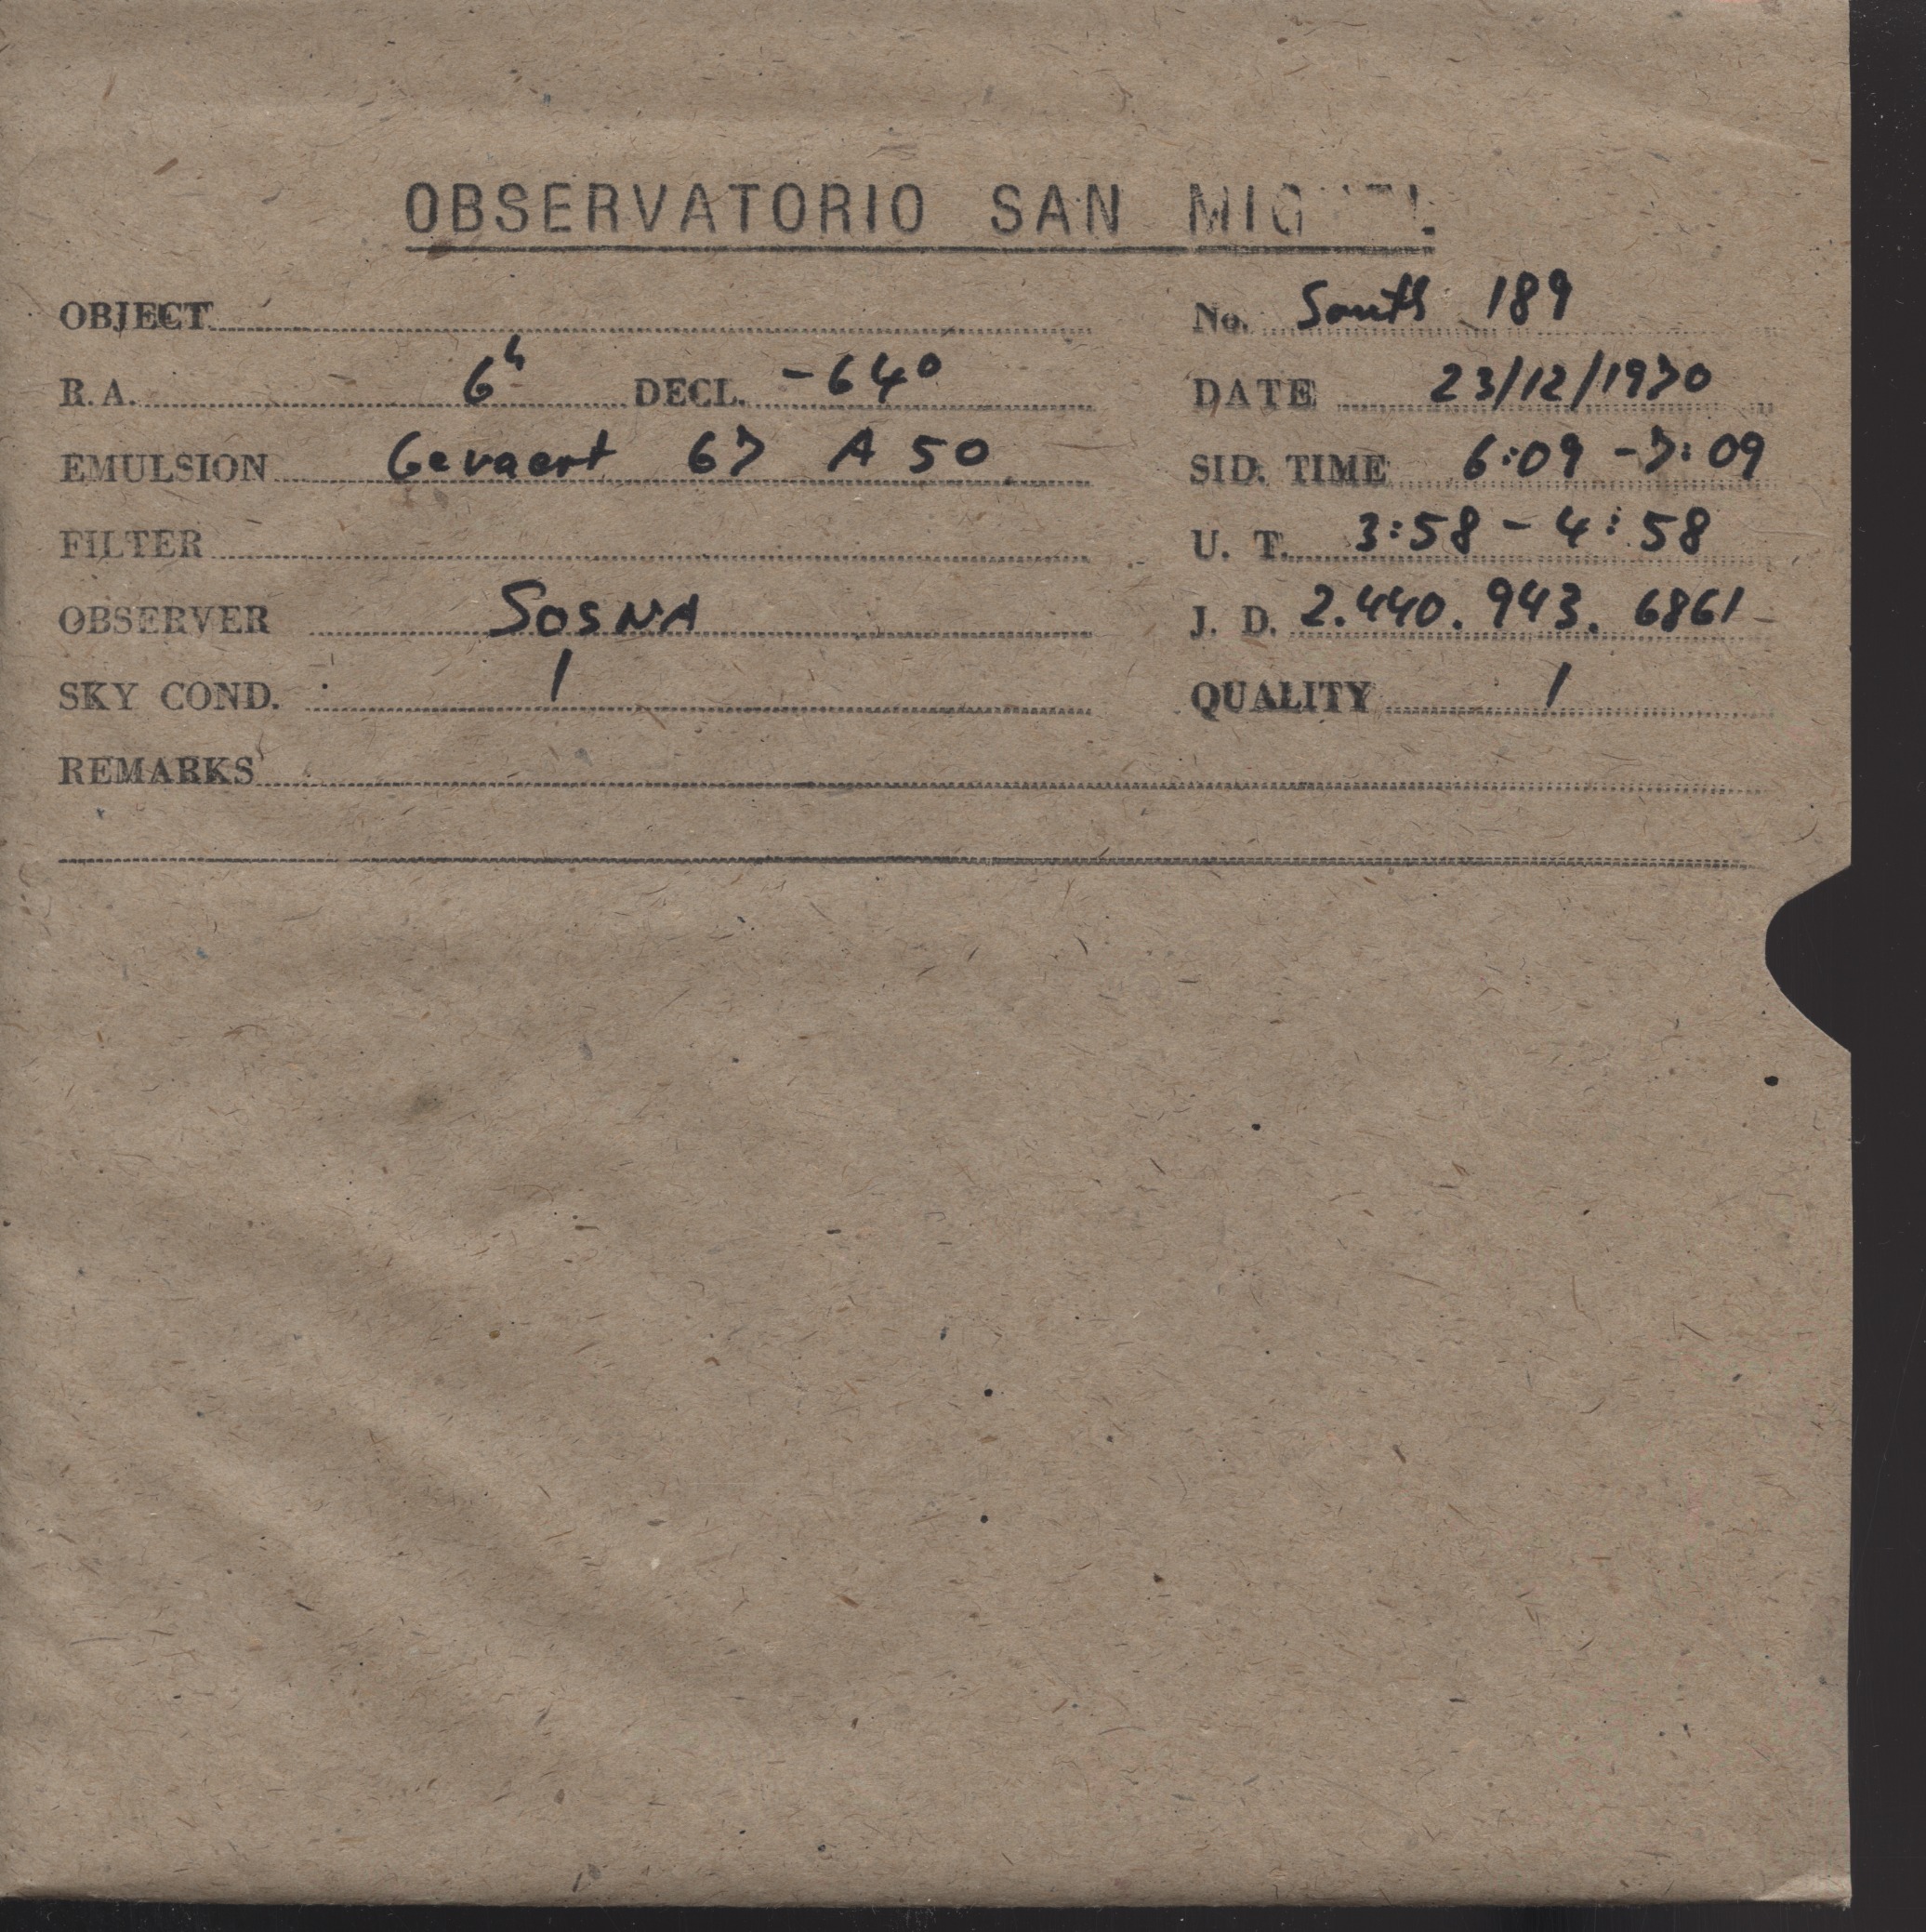 OBSERVATORIO SAN MIGUEL
OBJECT No. South 189
R. A. 6h DECL. -64° DATE 23/12/1970
EMULSION Gevaert 67 A 50 SID. TIME 6:09 - 7:09
FILTER U. T. 3:58 - 4:58
OBSERVER SOSNA J. D. 2.440.943.6861
SKY COND. 1 QUALITY 1
REMARKS